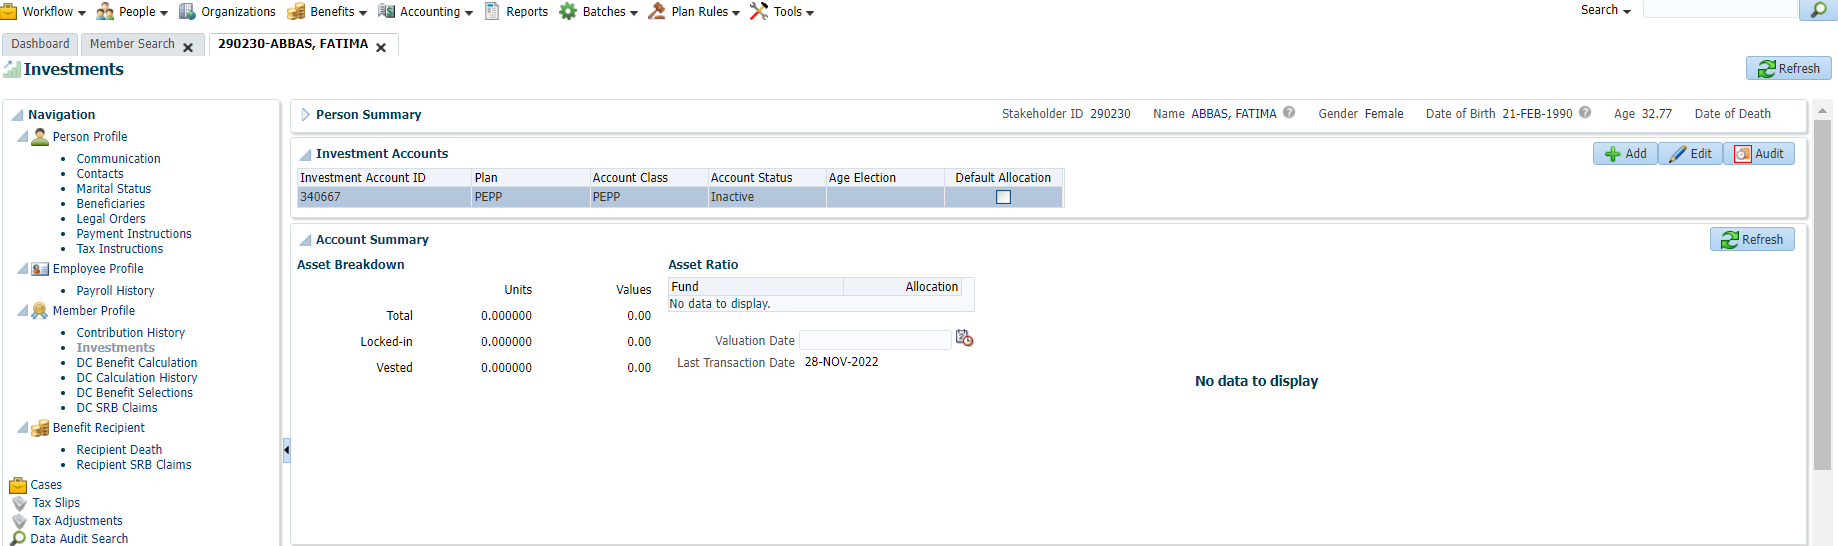 Workflow People Organizations Benefits Accounting Reports Batches Plan Rules Tools Search
Dashboard Member Search 290230-ABBAS, FATIMA
Investments Refresh
Navigation
Person Profile
Communication
Contacts
Marital Status
Beneficiaries
Legal Orders
Payment Instructions
Tax Instructions
Employee Profile
Payroll History
Member Profile
Contribution History
Investments
DC Benefit Calculation
DC Calculation History
DC Benefit Selections
DC SRB Claims
Benefit Recipient
Recipient Death
Recipient SRB Claims
Cases
Tax Slips
Tax Adjustments
Data Audit Search
Person Summary Stakeholder ID 290230 Name ABBAS, FATIMA Gender Female Date of Birth 21-FEB-1990 Age 32.77 Date of Death
Investment Accounts Add Edit Audit
Investment Account ID Plan Account Class Account Status Age Election Default Allocation
340667 PEPP PEPP Inactive
Account Summary Refresh
Asset Breakdown
Units Values
Total 0.000000 0.00
Locked-in 0.000000 0.00
Vested 0.000000 0.00
Asset Ratio
Fund Allocation
No data to display.
Valuation Date
Last Transaction Date 28-NOV-2022
No data to display